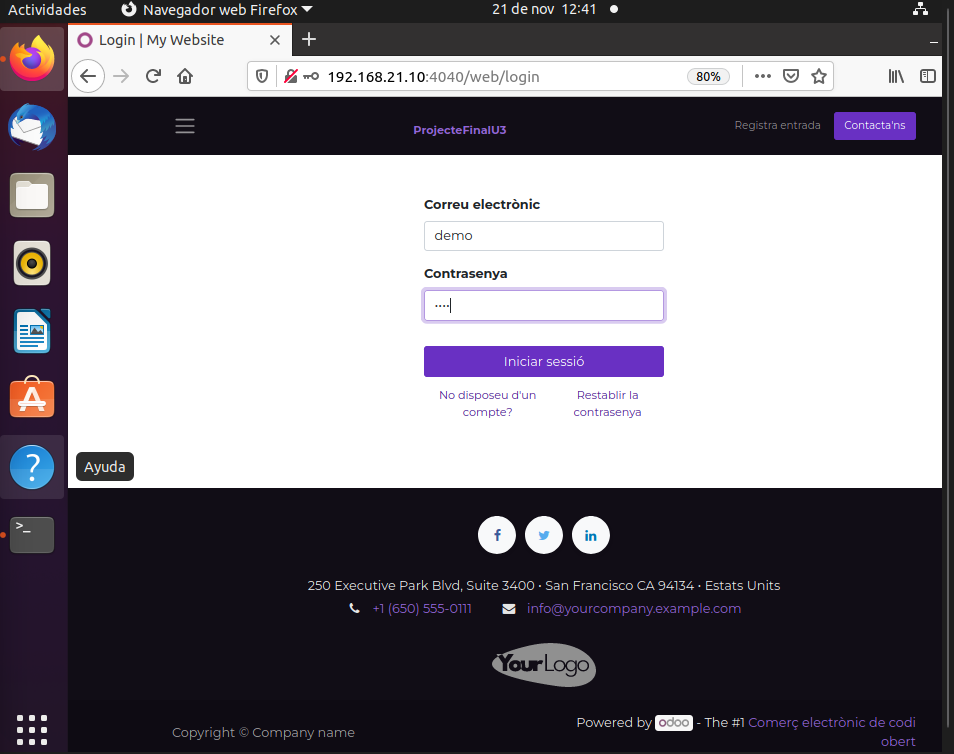 Actividades
Navegador web Firefox
21 de nov 12:41
Login | My Website
192.168.21.10:4040/web/login
80%
ProjecteFinalU3
Registra entrada
Contacta'ns
Correu electrònic
demo
Contrasenya
····
Iniciar sessió
No disposeu d'un
compte?
Restablir la
contrasenya
Ayuda
250 Executive Park Blvd, Suite 3400 • San Francisco CA 94134 • Estats Units
+1 (650) 555-0111
info@yourcompany.example.com
YourLogo
Copyright © Company name
Powered by odoo - The #1 Comerç electrònic de codi
obert